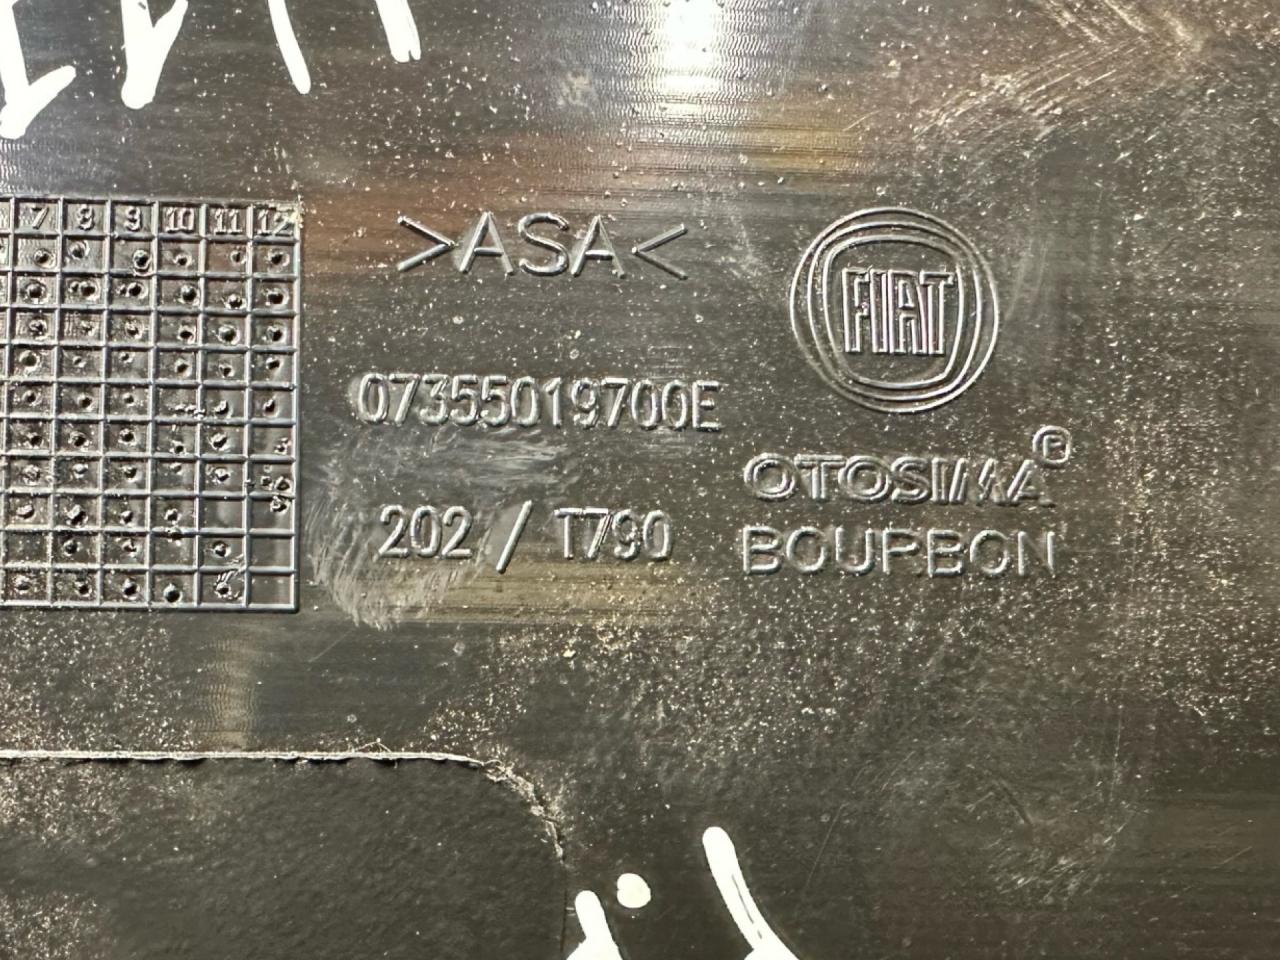 7 8 9 10 11 12
>ASA<
FIAT
07355019700E
OTOSIMA®
202 / T790
BOURBON